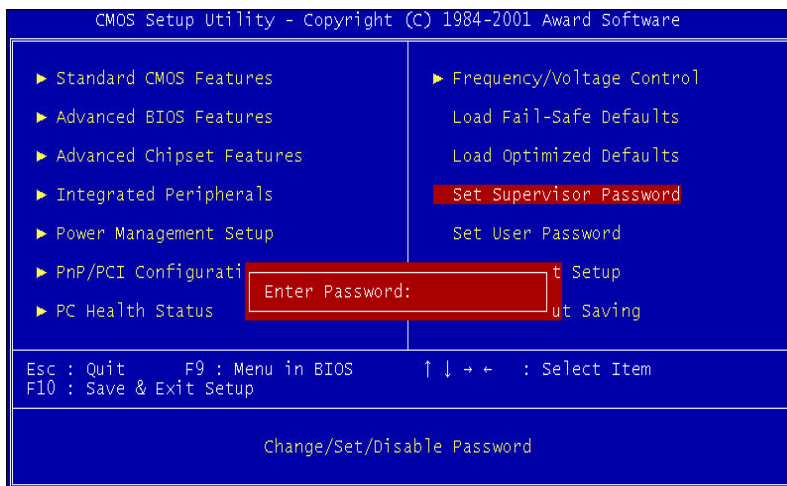 CMOS Setup Utility - Copyright (C) 1984-2001 Award Software
► Standard CMOS Features
► Advanced BIOS Features
► Advanced Chipset Features
► Integrated Peripherals
► Power Management Setup
► PnP/PCI Configurati
► PC Health Status
► Frequency/Voltage Control
Load Fail-Safe Defaults
Load Optimized Defaults
Set Supervisor Password
Set User Password
t Setup
ut Saving
Enter Password:
Esc : Quit F9 : Menu in BIOS ↑ ↓ → ← : Select Item
F10 : Save & Exit Setup
Change/Set/Disable Password